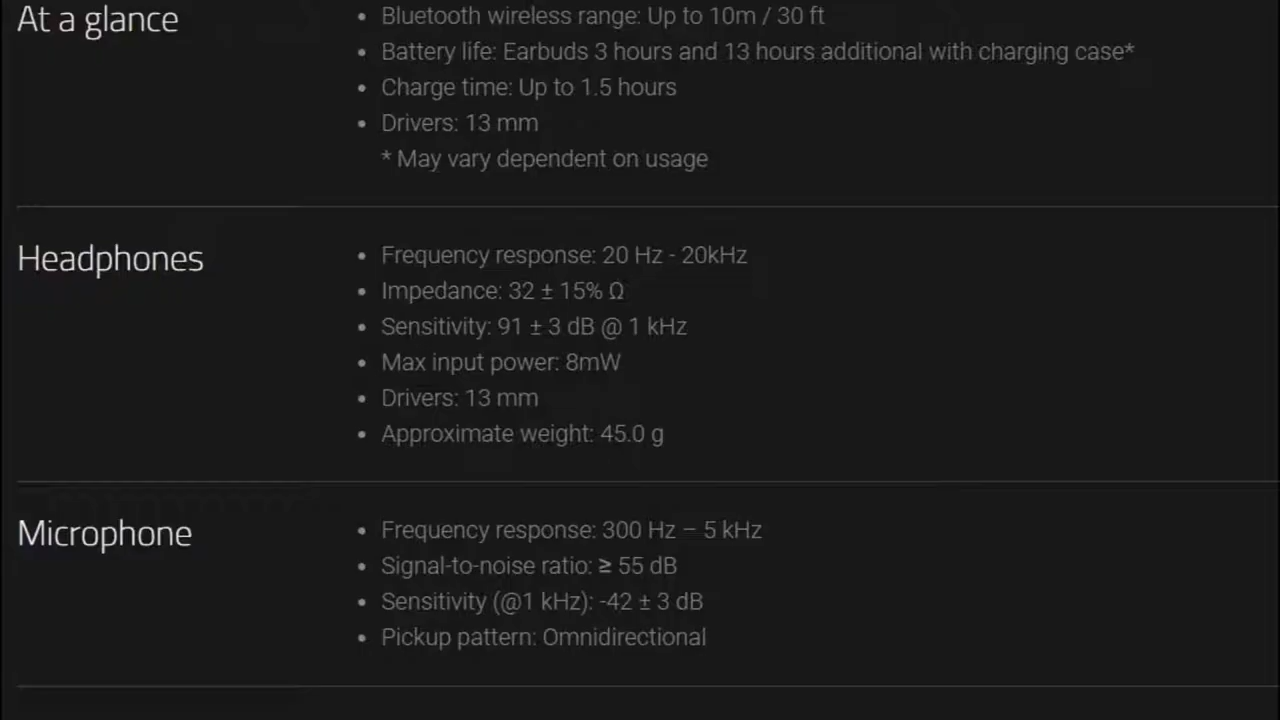 At a glance
• Bluetooth wireless range: Up to 10m / 30 ft
• Battery life: Earbuds 3 hours and 13 hours additional with charging case*
• Charge time: Up to 1.5 hours
• Drivers: 13 mm
* May vary dependent on usage
Headphones
• Frequency response: 20 Hz - 20kHz
• Impedance: 32 ± 15% Ω
• Sensitivity: 91 ± 3 dB @ 1 kHz
• Max input power: 8mW
• Drivers: 13 mm
• Approximate weight: 45.0 g
Microphone
• Frequency response: 300 Hz – 5 kHz
• Signal-to-noise ratio: ≥ 55 dB
• Sensitivity (@1 kHz): -42 ± 3 dB
• Pickup pattern: Omnidirectional